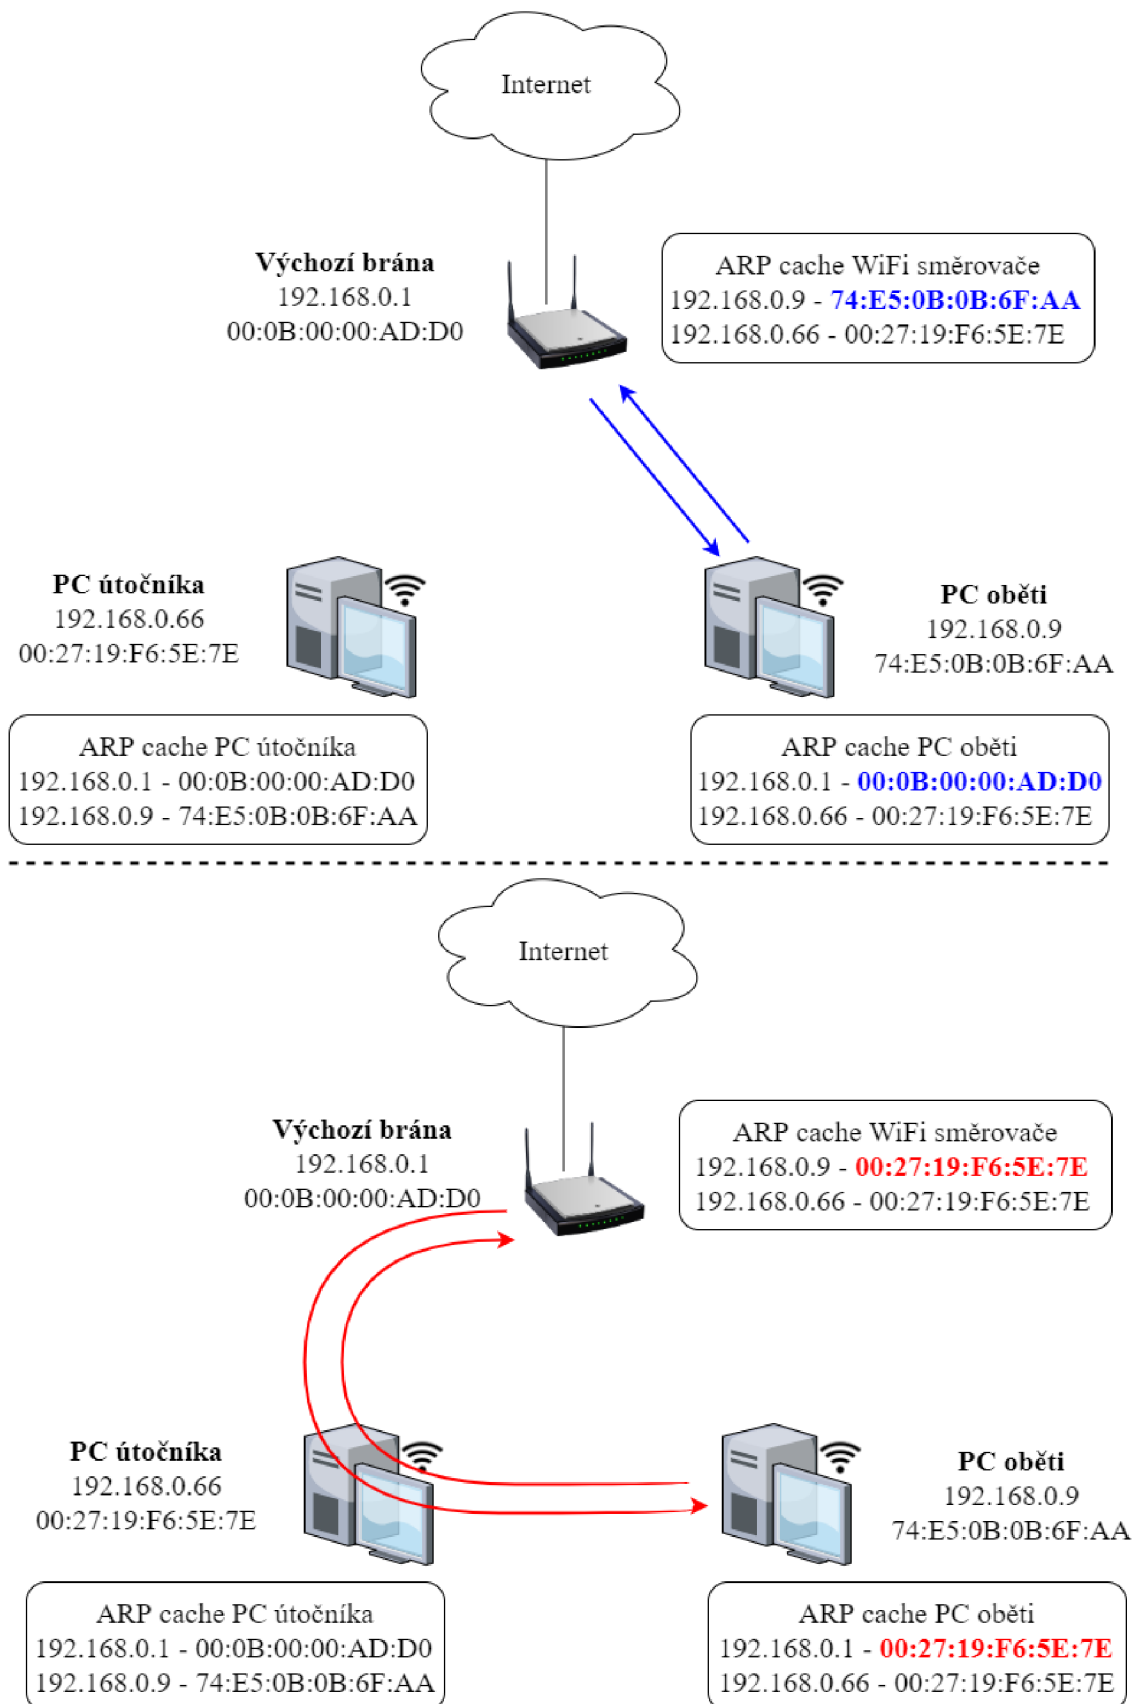 Internet
Výchozí brána
192.168.0.1
00:0B:00:00:AD:D0
ARP cache WiFi směrovače
192.168.0.9 - 74:E5:0B:0B:6F:AA
192.168.0.66 - 00:27:19:F6:5E:7E
PC útočníka
192.168.0.66
00:27:19:F6:5E:7E
PC oběti
192.168.0.9
74:E5:0B:0B:6F:AA
ARP cache PC útočníka
192.168.0.1 - 00:0B:00:00:AD:D0
192.168.0.9 - 74:E5:0B:0B:6F:AA
ARP cache PC oběti
192.168.0.1 - 00:0B:00:00:AD:D0
192.168.0.66 - 00:27:19:F6:5E:7E
Internet
Výchozí brána
192.168.0.1
00:0B:00:00:AD:D0
ARP cache WiFi směrovače
192.168.0.9 - 00:27:19:F6:5E:7E
192.168.0.66 - 00:27:19:F6:5E:7E
PC útočníka
192.168.0.66
00:27:19:F6:5E:7E
PC oběti
192.168.0.9
74:E5:0B:0B:6F:AA
ARP cache PC útočníka
192.168.0.1 - 00:0B:00:00:AD:D0
192.168.0.9 - 74:E5:0B:0B:6F:AA
ARP cache PC oběti
192.168.0.1 - 00:27:19:F6:5E:7E
192.168.0.66 - 00:27:19:F6:5E:7E